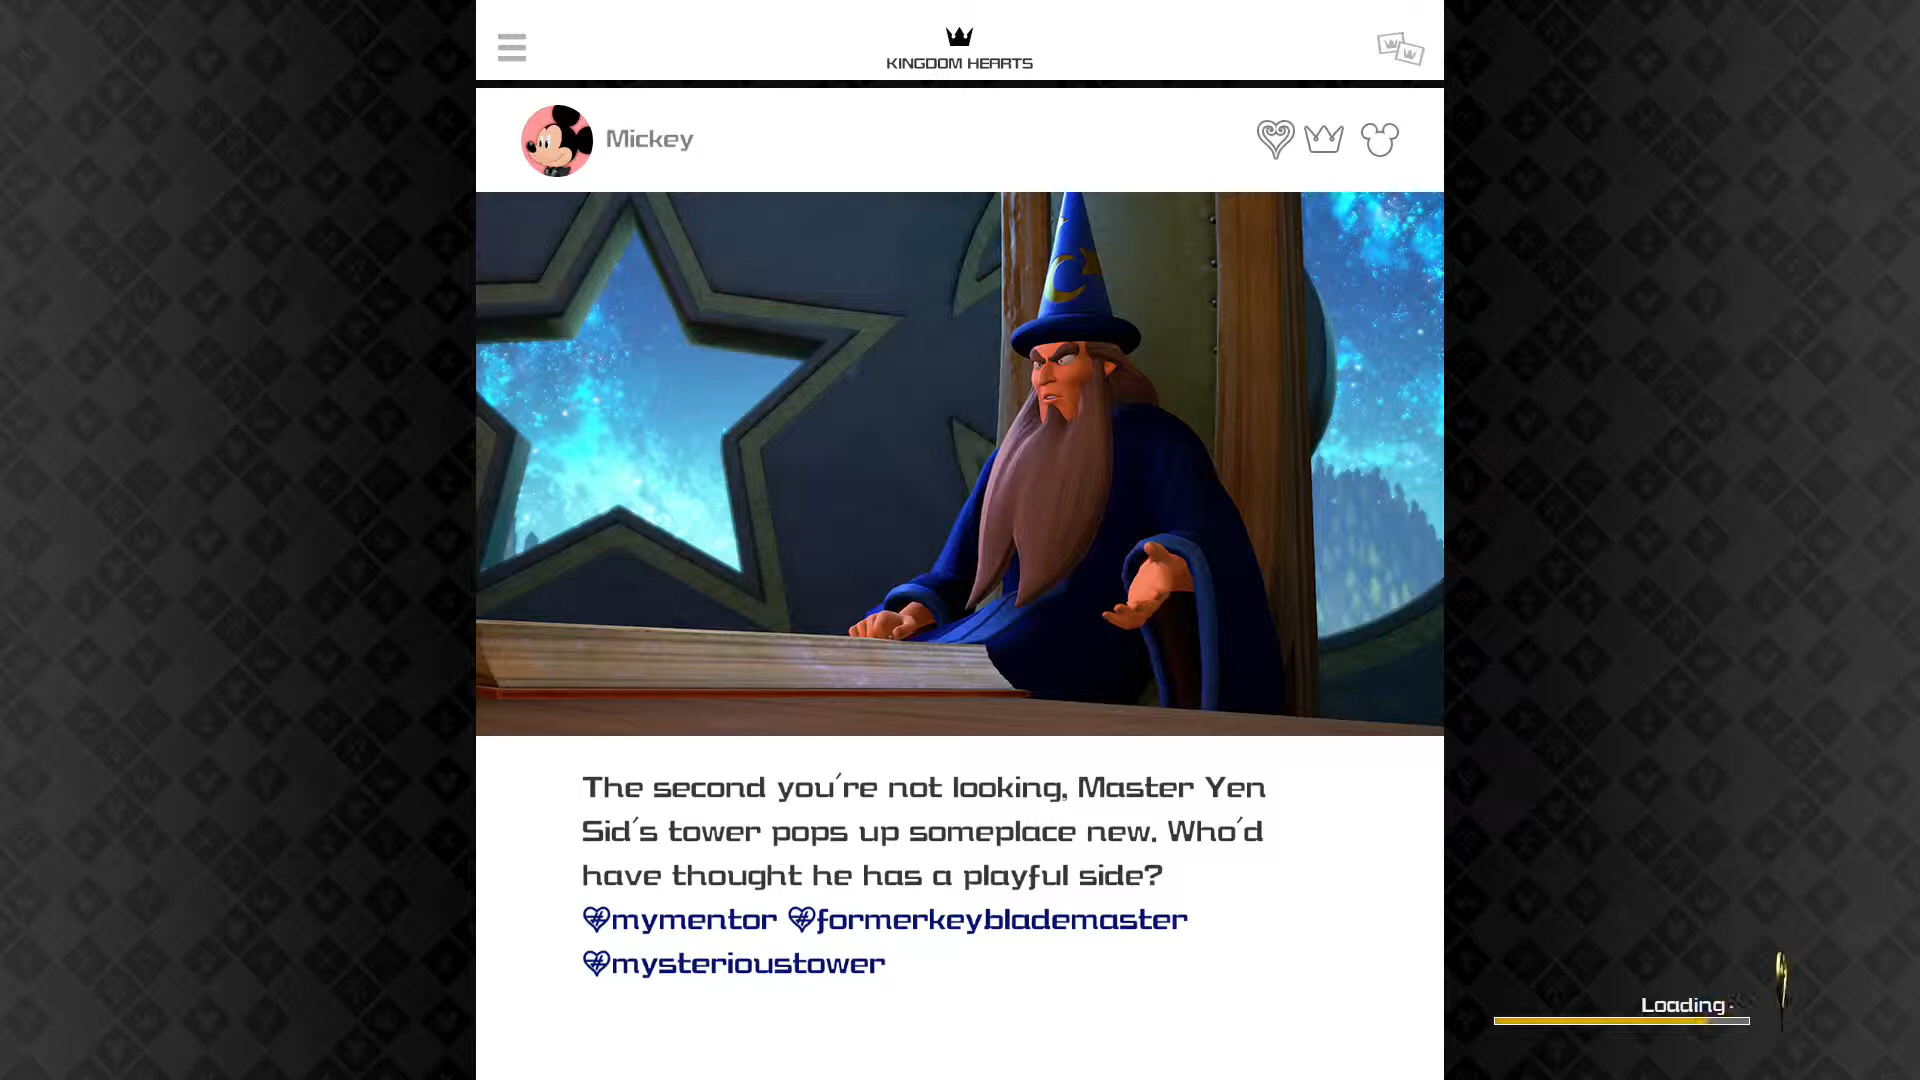 KINGDOM HEARTS
Mickey
The second you're not looking, Master Yen
Sid's tower pops up someplace new. Who'd
have thought he has a playful side?
#mymentor #formerkeyblademaster
#mysterioustower
Loading